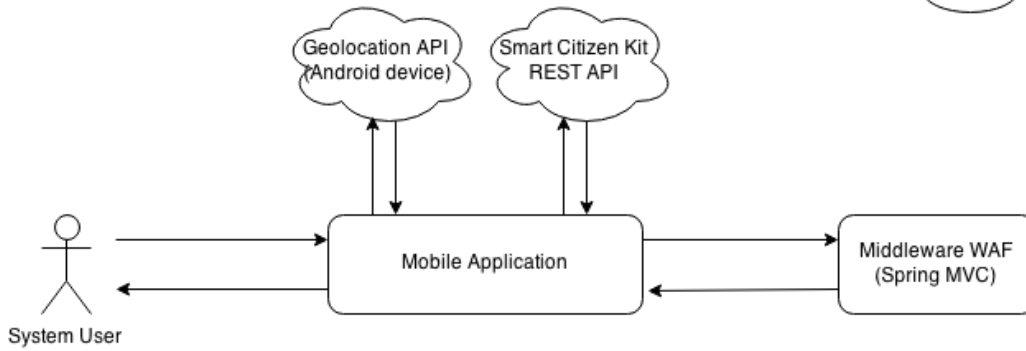 Geolocation API
(Android device)
Smart Citizen Kit
REST API
Mobile Application
Middleware WAF
(Spring MVC)
System User